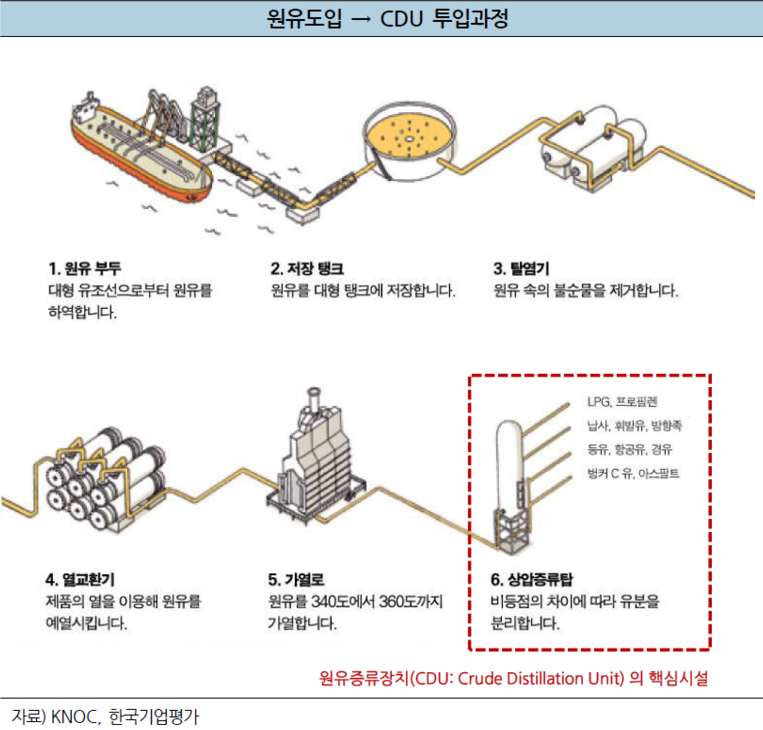 원유도입 → CDU 투입과정
1. 원유 부두
대형 유조선으로부터 원유를
하역합니다.
2. 저장 탱크
원유를 대형 탱크에 저장합니다.
3. 탈염기
원유 속의 불순물을 제거합니다.
4. 열교환기
제품의 열을 이용해 원유를
예열시킵니다.
5. 가열로
원유를 340도에서 360도까지
가열합니다.
LPG, 프로필렌
납사, 휘발유, 방향족
등유, 항공유, 경유
벙커 C 유, 아스팔트
6. 상압증류탑
비등점의 차이에 따라 유분을
분리합니다.
원유증류장치(CDU: Crude Distillation Unit) 의 핵심시설
자료) KNOC, 한국기업평가